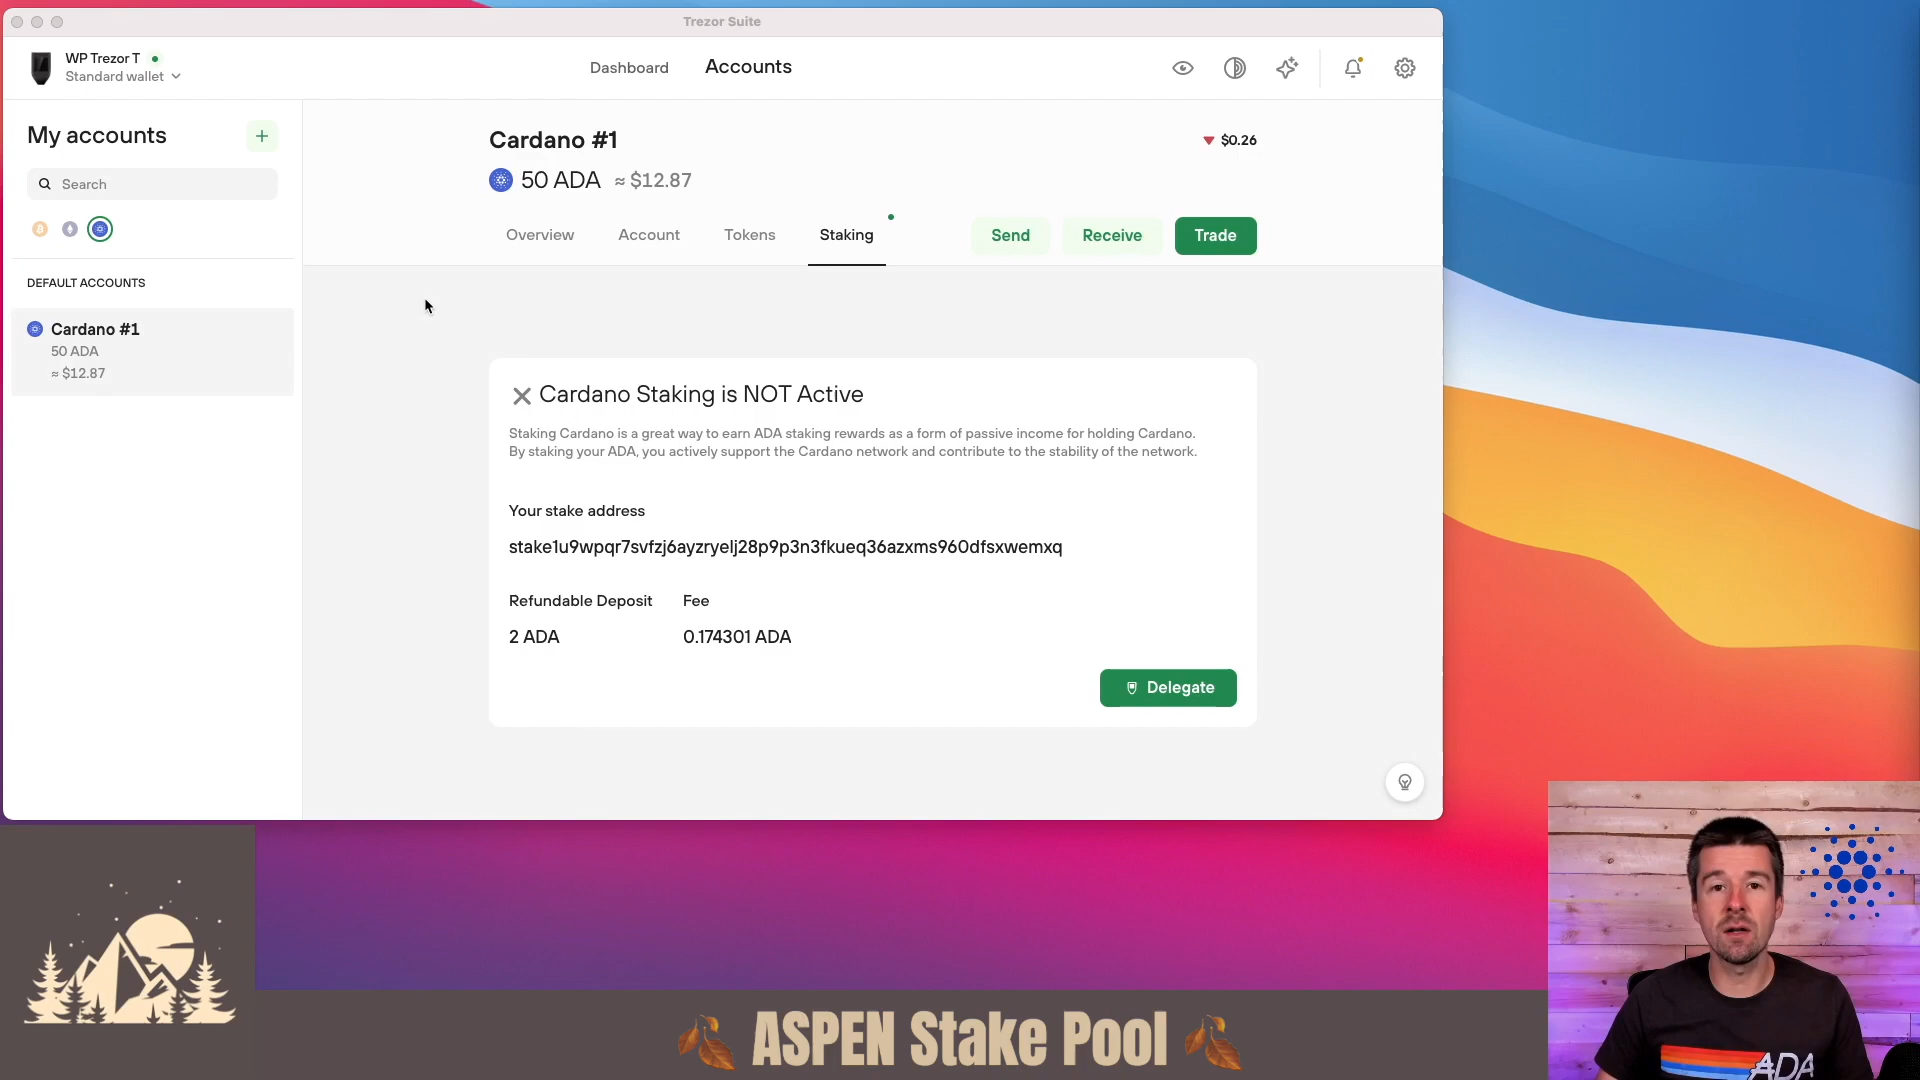 Trezor Suite
WP Trezor T
Standard wallet
Dashboard
Accounts
My accounts
Search
DEFAULT ACCOUNTS
Cardano #1
50 ADA
≈ $12.87
Cardano #1
$0.26
50 ADA ≈ $12.87
Overview
Account
Tokens
Staking
Send
Receive
Trade
Cardano Staking is NOT Active
Staking Cardano is a great way to earn ADA staking rewards as a form of passive income for holding Cardano.
By staking your ADA, you actively support the Cardano network and contribute to the stability of the network.
Your stake address
stake1u9wpqr7svfzj6ayzryelj28p9p3n3fkueq36azxms960dfsxwemxq
Refundable Deposit
Fee
2 ADA
0.174301 ADA
Delegate
ASPEN Stake Pool
ADA